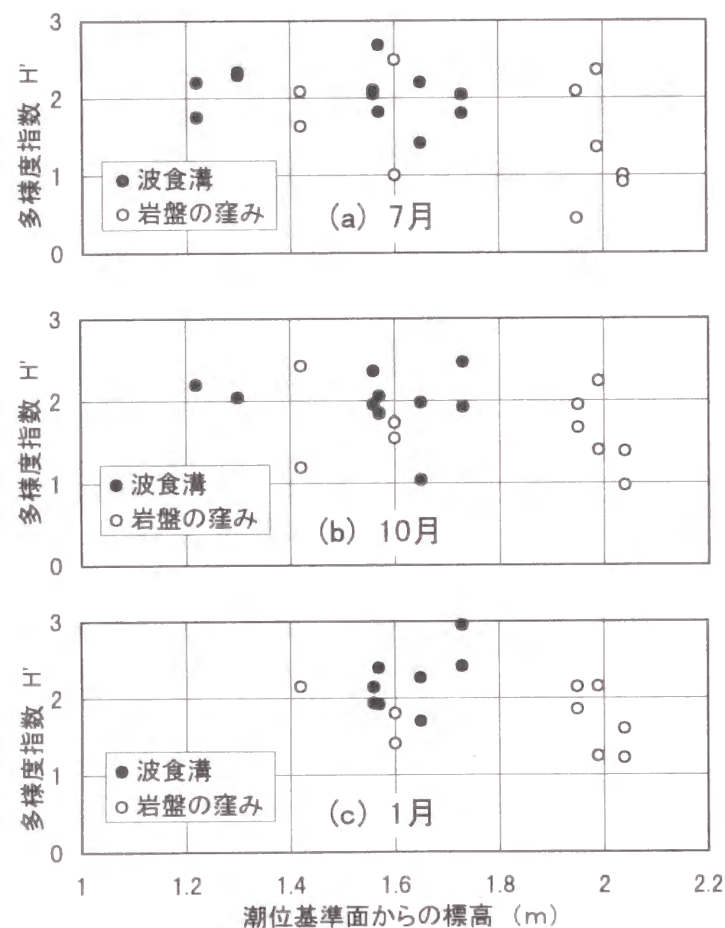 3
2
1
0
多様度指数 H'
● 波食溝
○ 岩盤の窪み
(a) 7月
3
2
1
0
多様度指数 H'
● 波食溝
○ 岩盤の窪み
(b) 10月
3
2
1
0
多様度指数 H'
● 波食溝
○ 岩盤の窪み
(c) 1月
1 1.2 1.4 1.6 1.8 2 2.2
潮位基準面からの標高 (m)